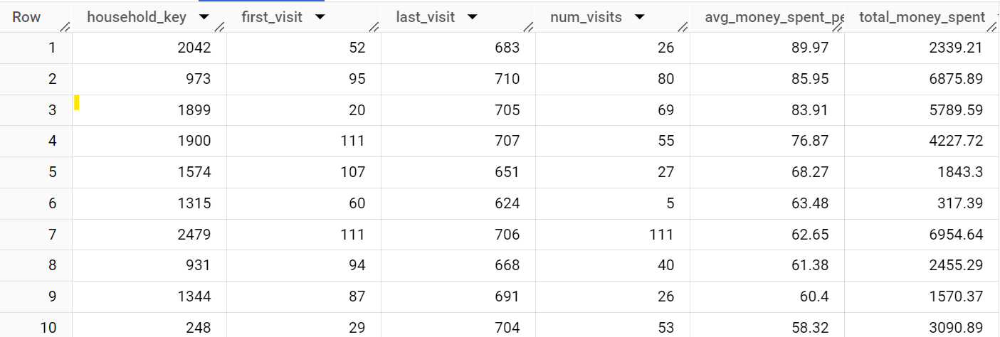 Row household_key first_visit last_visit num_visits avg_money_spent_pe total_money_spent
1 2042 52 683 26 89.97 2339.21
2 973 95 710 80 85.95 6875.89
3 1899 20 705 69 83.91 5789.59
4 1900 111 707 55 76.87 4227.72
5 1574 107 651 27 68.27 1843.3
6 1315 60 624 5 63.48 317.39
7 2479 111 706 111 62.65 6954.64
8 931 94 668 40 61.38 2455.29
9 1344 87 691 26 60.4 1570.37
10 248 29 704 53 58.32 3090.89